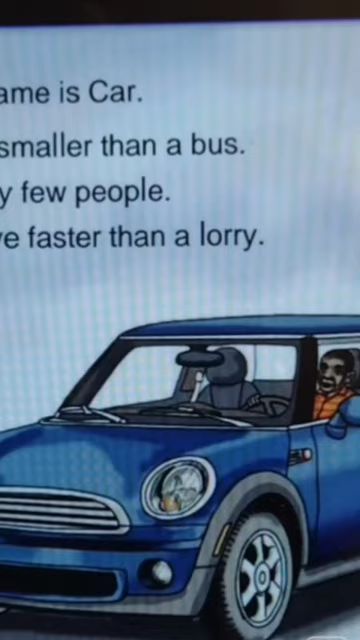 ame is Car.
smaller than a bus.
y few people.
ve faster than a lorry.